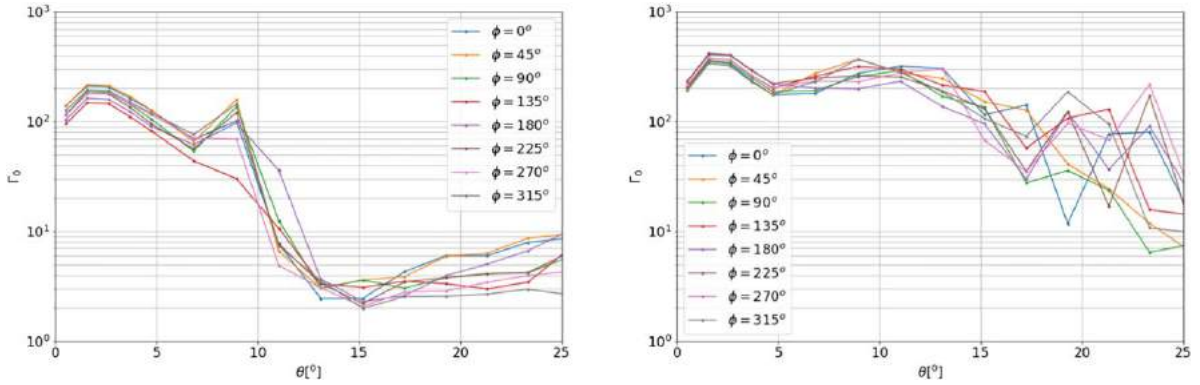 10³
10²
10¹
10⁰
Γ₀
0
5
10
15
20
25
θ[°]
ϕ = 0°
ϕ = 45°
ϕ = 90°
ϕ = 135°
ϕ = 180°
ϕ = 225°
ϕ = 270°
ϕ = 315°
10³
10²
10¹
10⁰
Γ₀
0
5
10
15
20
25
θ[°]
ϕ = 0°
ϕ = 45°
ϕ = 90°
ϕ = 135°
ϕ = 180°
ϕ = 225°
ϕ = 270°
ϕ = 315°